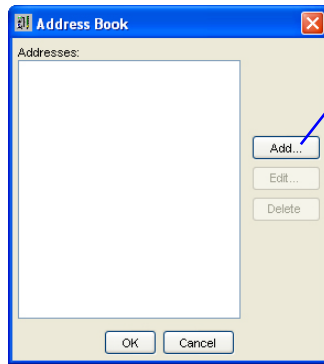 Address Book
Addresses:
Add...
Edit...
Delete
OK
Cancel